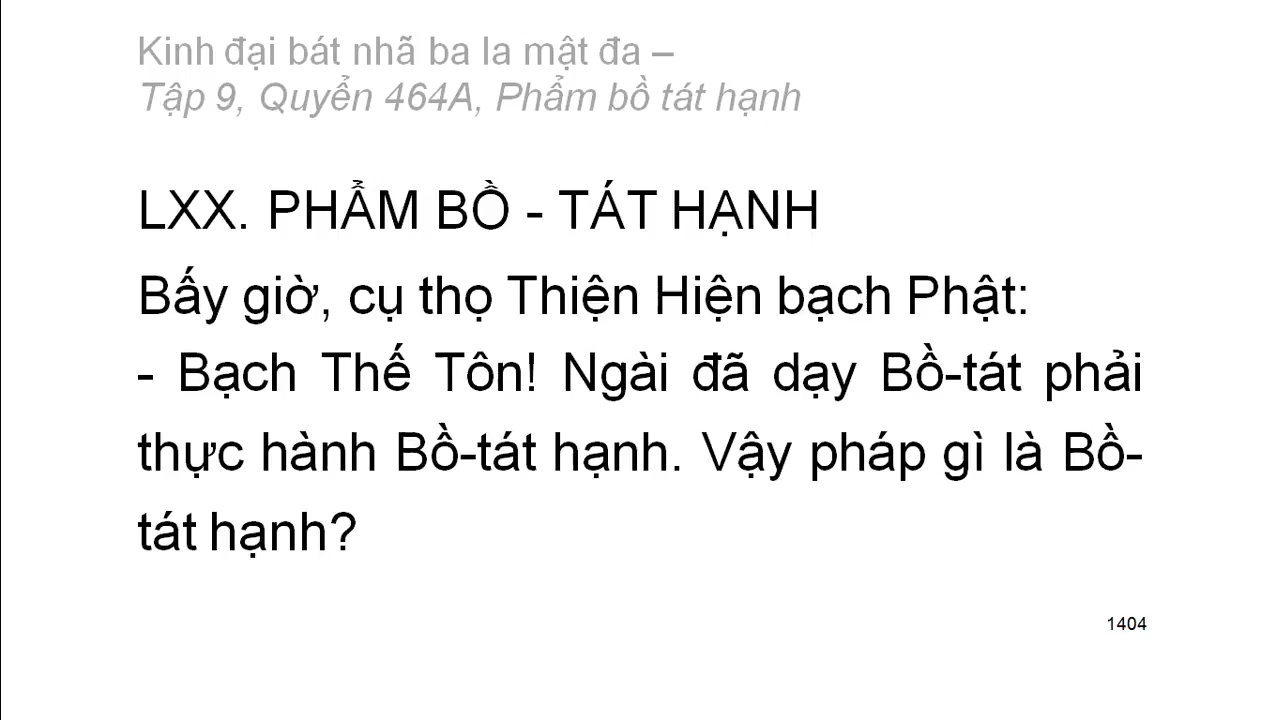 Kinh đại bát nhã ba la mật đa –
Tập 9, Quyển 464A, Phẩm bồ tát hạnh
LXX. PHẨM BỒ - TÁT HẠNH
Bấy giờ, cụ thọ Thiện Hiện bạch Phật:
- Bạch Thế Tôn! Ngài đã dạy Bồ-tát phải
thực hành Bồ-tát hạnh. Vậy pháp gì là Bồ-
tát hạnh?
1404